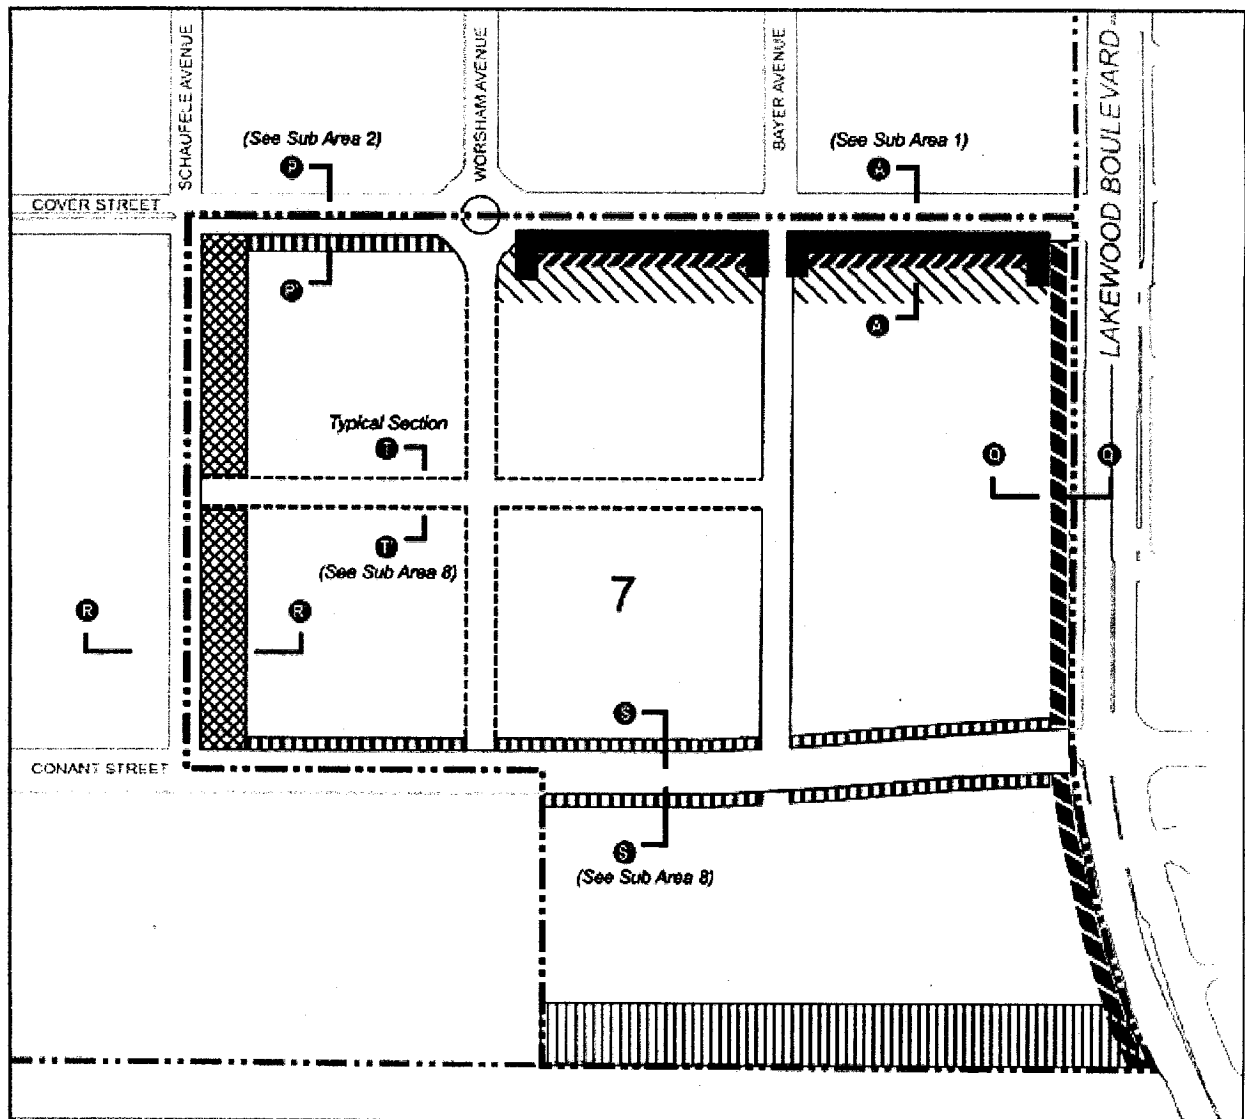 SCHAUFELE AVENUE
WORSHAM AVENUE
BAYER AVENUE
LAKEWOOD BOULEVARD
(See Sub Area 2)
P
(See Sub Area 1)
A
COVER STREET
P
A
Typical Section
T
Q
Q
T
(See Sub Area 8)
R
R
7
S
CONANT STREET
S
(See Sub Area 8)